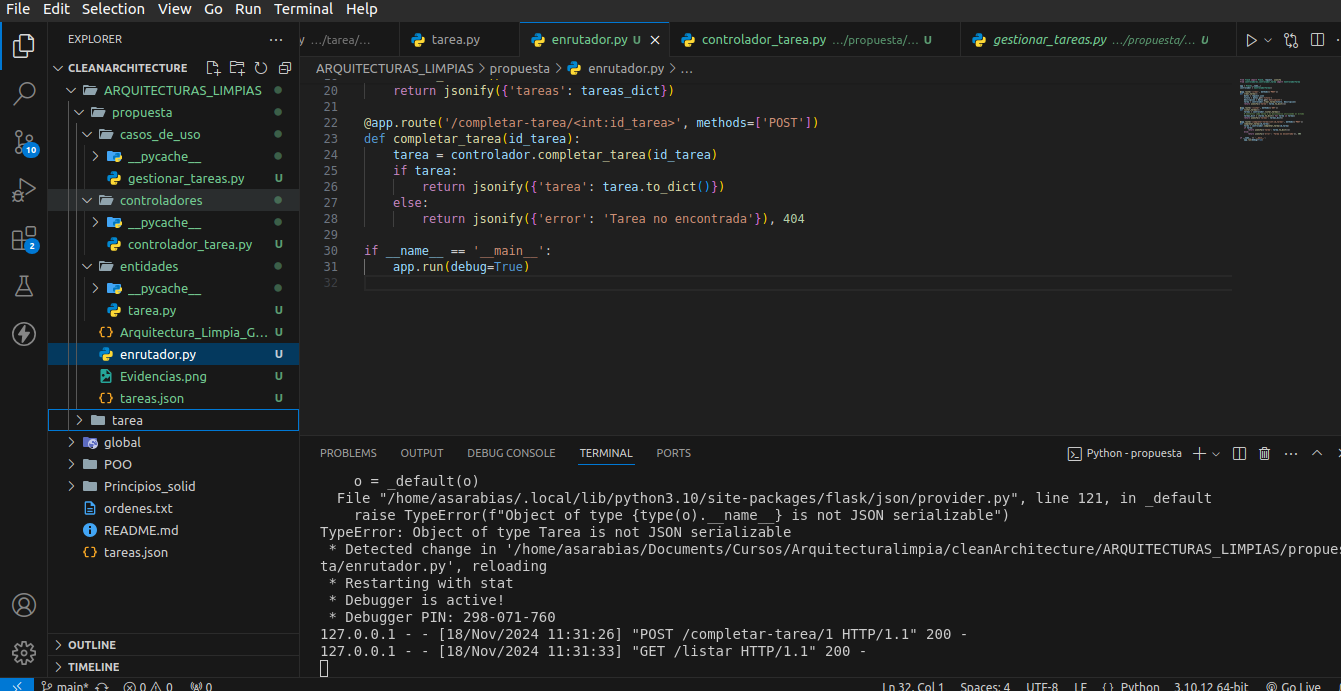 File Edit Selection View Go Run Terminal Help
EXPLORER
y .../tarea/...
tarea.py
enrutador.py U
controlador_tarea.py .../propuesta/... U
gestionar_tareas.py .../propuesta/... U
CLEANARCHITECTURE
ARQUITECTURAS_LIMPIAS
propuesta
casos_de_uso
__pycache__
gestionar_tareas.py U
controladores
__pycache__
controlador_tarea.py U
entidades
__pycache__
tarea.py U
Arquitectura_Limpia_G... U
enrutador.py U
Evidencias.png U
tareas.json U
tarea
global
POO
Principios_solid
ordenes.txt
README.md
tareas.json
OUTLINE
TIMELINE
10
2
ARQUITECTURAS_LIMPIAS > propuesta > enrutador.py > ...
20 return jsonify({'tareas': tareas_dict})
21
22 @app.route('/completar-tarea/<int:id_tarea>', methods=['POST'])
23 def completar_tarea(id_tarea):
24 tarea = controlador.completar_tarea(id_tarea)
25 if tarea:
26 return jsonify({'tarea': tarea.to_dict()})
27 else:
28 return jsonify({'error': 'Tarea no encontrada'}), 404
29
30 if __name__ == '__main__':
31 app.run(debug=True)
32
PROBLEMS OUTPUT DEBUG CONSOLE TERMINAL PORTS
Python - propuesta
o = _default(o)
File "/home/asarabias/.local/lib/python3.10/site-packages/flask/json/provider.py", line 121, in _default
raise TypeError(f"Object of type {type(o).__name__} is not JSON serializable")
TypeError: Object of type Tarea is not JSON serializable
* Detected change in '/home/asarabias/Documents/Cursos/Arquitecturalimpia/cleanArchitecture/ARQUITECTURAS_LIMPIAS/propues
ta/enrutador.py', reloading
* Restarting with stat
* Debugger is active!
* Debugger PIN: 298-071-760
127.0.0.1 - - [18/Nov/2024 11:31:26] "POST /completar-tarea/1 HTTP/1.1" 200 -
127.0.0.1 - - [18/Nov/2024 11:31:33] "GET /listar HTTP/1.1" 200 -
main* 0 0 0 Ln 32, Col 1 Spaces: 4 UTF-8 LF Python 3.10.12 64-bit Go Live